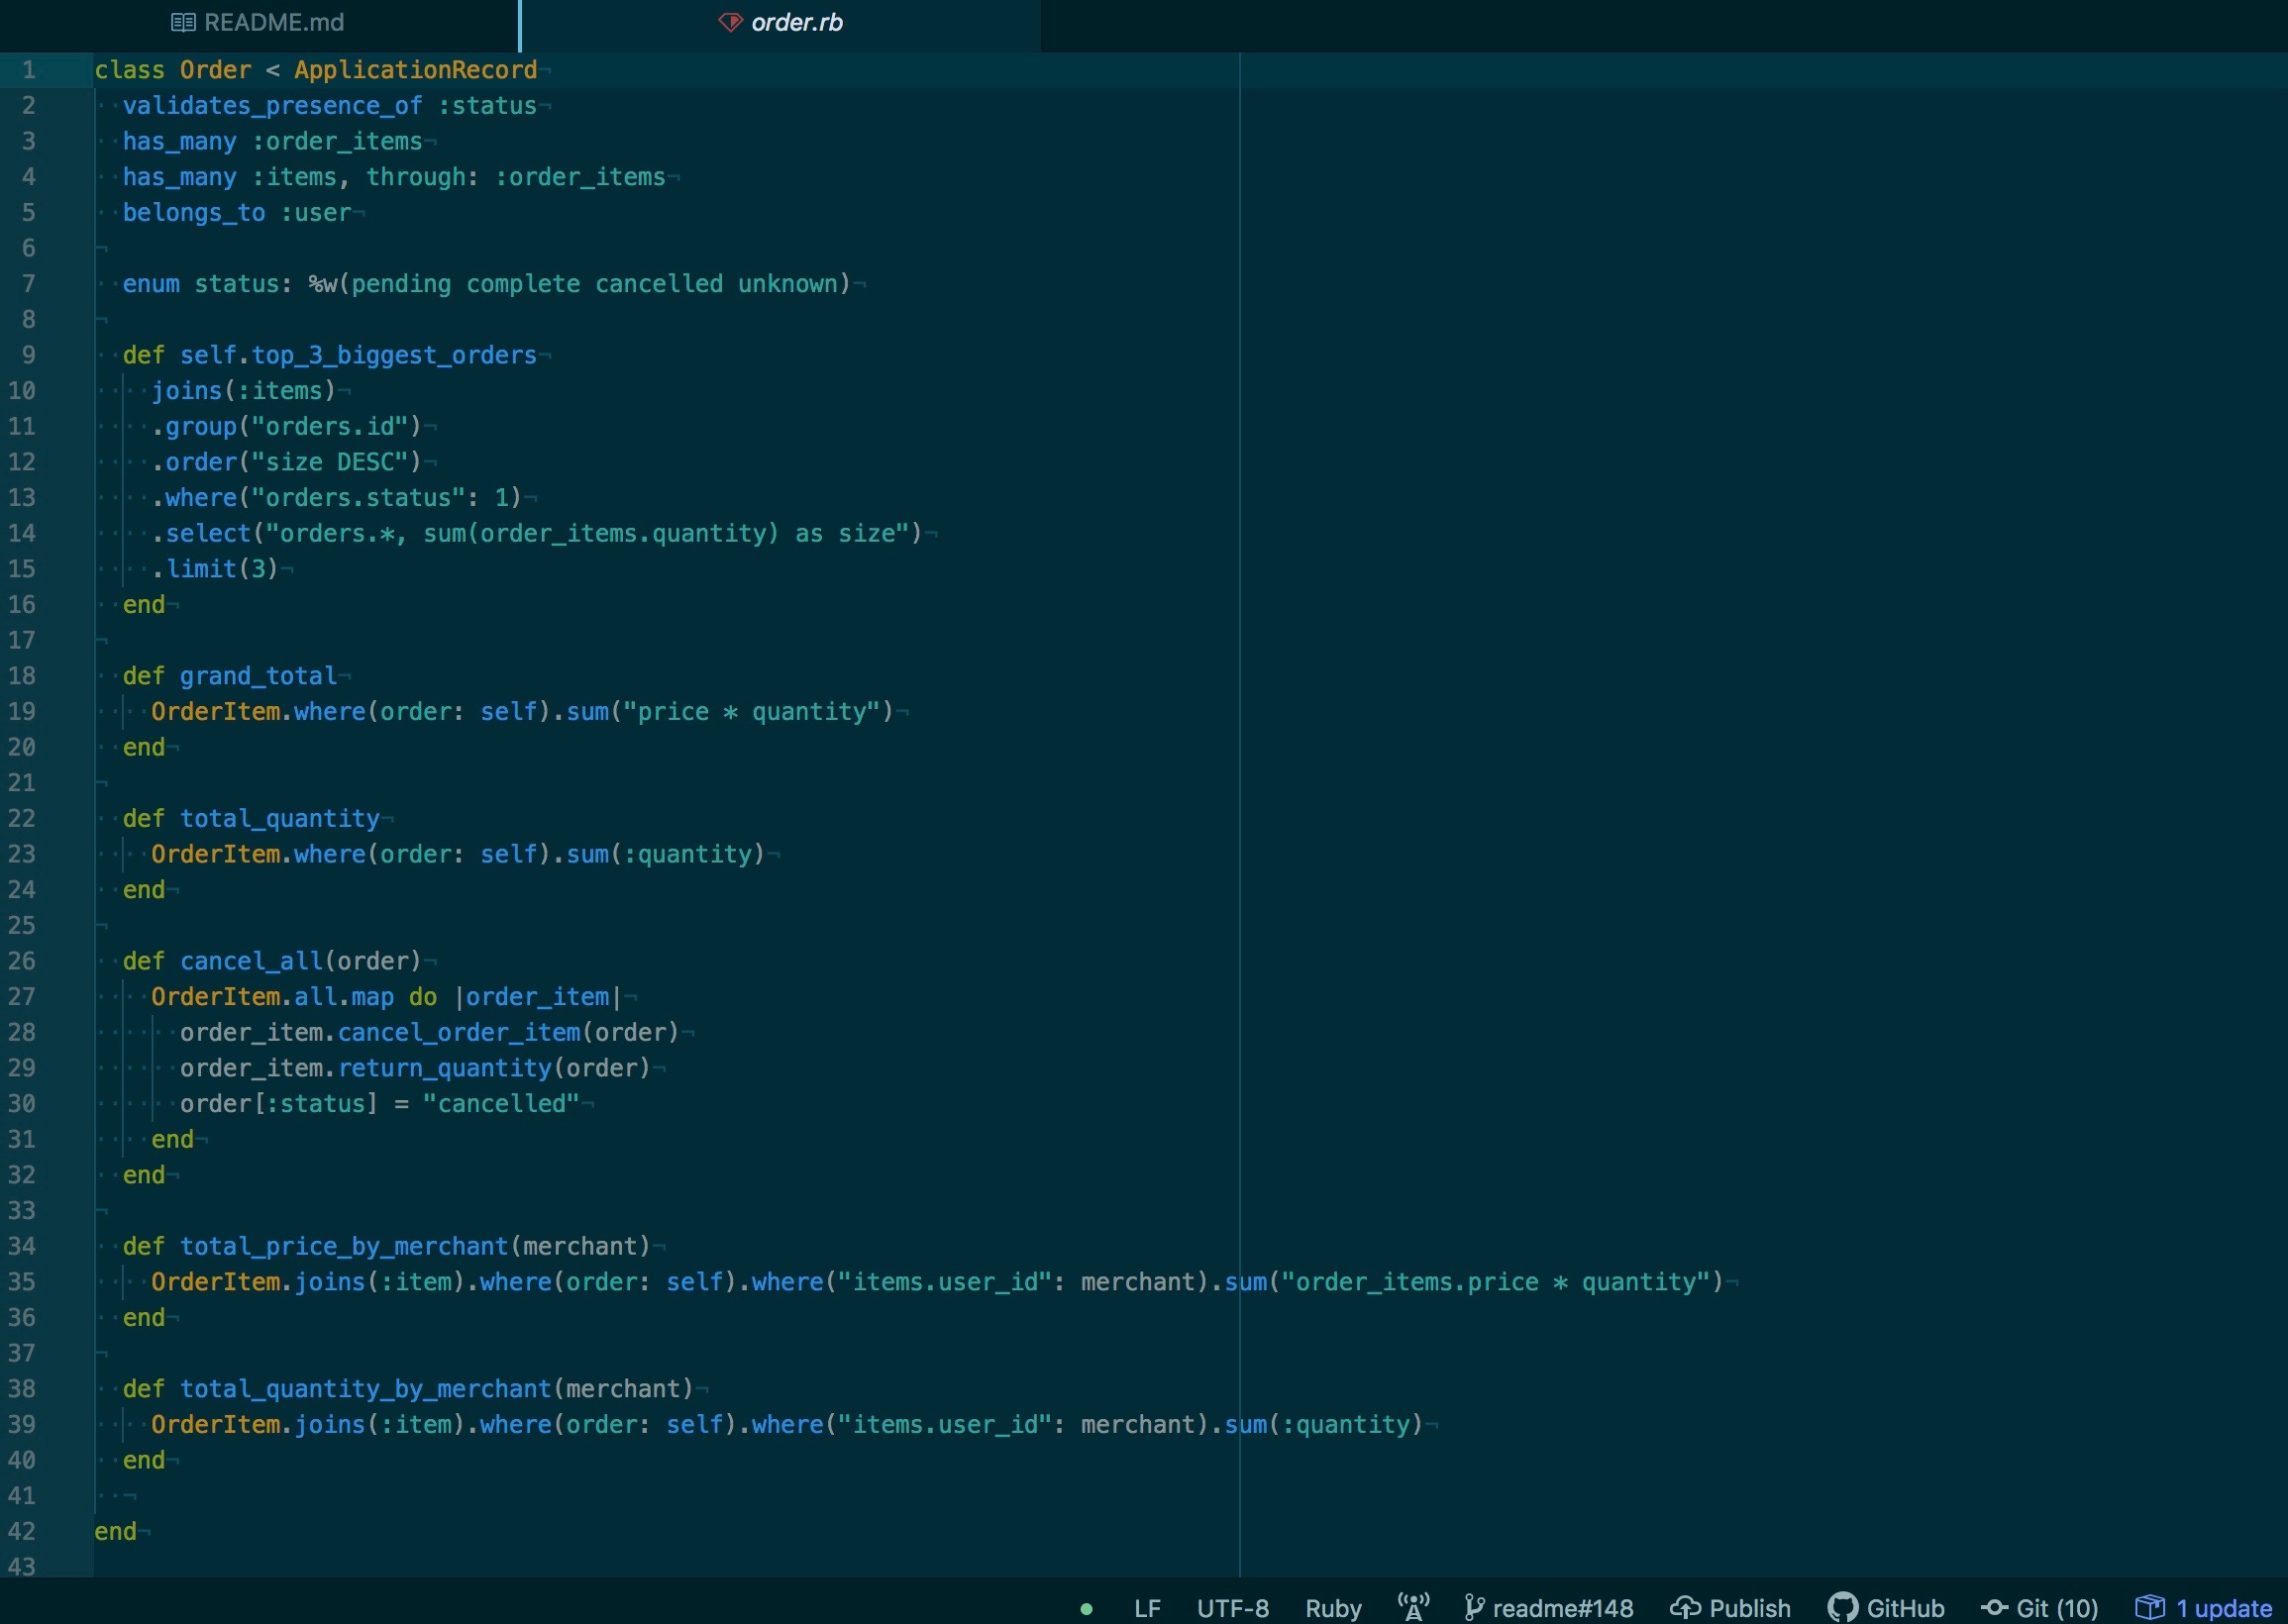 README.md
order.rb
1 class Order < ApplicationRecord
2   validates_presence_of :status
3   has_many :order_items
4   has_many :items, through: :order_items
5   belongs_to :user
6
7   enum status: %w(pending complete cancelled unknown)
8
9   def self.top_3_biggest_orders
10     joins(:items)
11     .group("orders.id")
12     .order("size DESC")
13     .where("orders.status": 1)
14     .select("orders.*, sum(order_items.quantity) as size")
15     .limit(3)
16   end
17
18   def grand_total
19     OrderItem.where(order: self).sum("price * quantity")
20   end
21
22   def total_quantity
23     OrderItem.where(order: self).sum(:quantity)
24   end
25
26   def cancel_all(order)
27     OrderItem.all.map do |order_item|
28       order_item.cancel_order_item(order)
29       order_item.return_quantity(order)
30       order[:status] = "cancelled"
31     end
32   end
33
34   def total_price_by_merchant(merchant)
35     OrderItem.joins(:item).where(order: self).where("items.user_id": merchant).sum("order_items.price * quantity")
36   end
37
38   def total_quantity_by_merchant(merchant)
39     OrderItem.joins(:item).where(order: self).where("items.user_id": merchant).sum(:quantity)
40   end
41
42 end
43
LF UTF-8 Ruby readme#148 Publish GitHub Git (10) 1 update